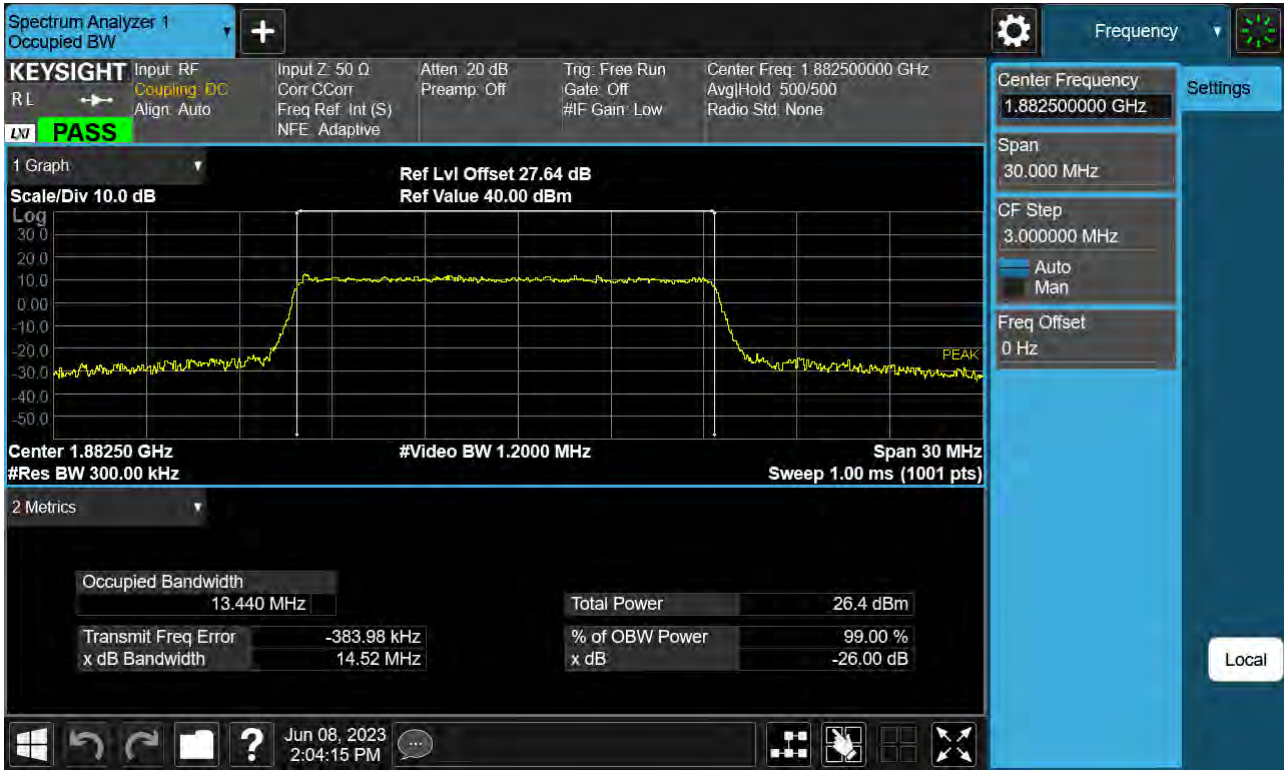 Spectrum Analyzer 1
Occupied BW
Frequency
KEYSIGHT
R L
LXI
PASS
Input: RF
Coupling: DC
Align: Auto
Input Z: 50 Ω
Corr CCorr
Freq Ref: Int (S)
NFE: Adaptive
Atten: 20 dB
Preamp: Off
Trig: Free Run
Gate: Off
#IF Gain: Low
Center Freq: 1.882500000 GHz
Avg|Hold: 500/500
Radio Std: None
Center Frequency
1.882500000 GHz
Settings
Span
30.000 MHz
CF Step
3.000000 MHz
Auto
Man
Freq Offset
0 Hz
Local
1 Graph
Scale/Div 10.0 dB
Ref Lvl Offset 27.64 dB
Ref Value 40.00 dBm
Log
30.0
20.0
10.0
0.00
-10.0
-20.0
-30.0
-40.0
-50.0
PEAK
Center 1.88250 GHz
#Video BW 1.2000 MHz
Span 30 MHz
#Res BW 300.00 kHz
Sweep 1.00 ms (1001 pts)
2 Metrics
Occupied Bandwidth
13.440 MHz
Total Power 26.4 dBm
Transmit Freq Error -383.98 kHz
% of OBW Power 99.00 %
x dB Bandwidth 14.52 MHz
x dB -26.00 dB
?
Jun 08, 2023
2:04:15 PM